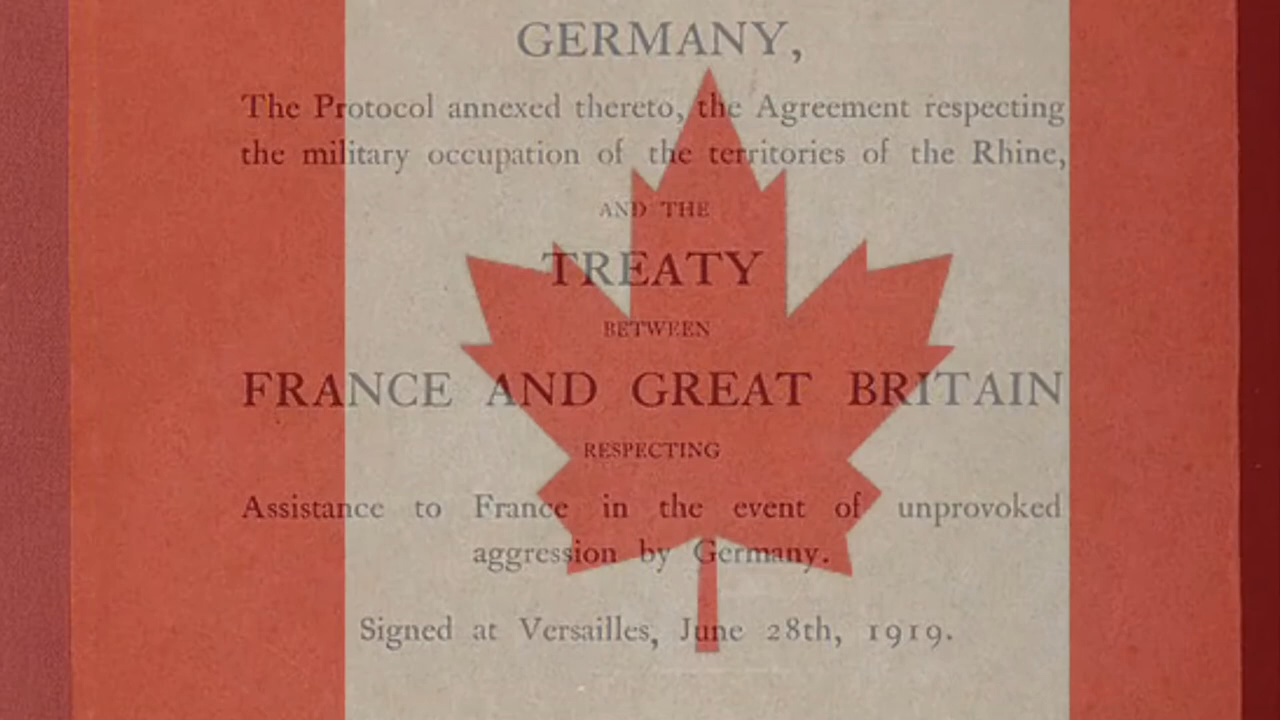 GERMANY,
The Protocol annexed thereto, the Agreement respecting
the military occupation of the territories of the Rhine,
AND THE
TREATY
BETWEEN
FRANCE AND GREAT BRITAIN
RESPECTING
Assistance to France in the event of unprovoked
aggression by Germany.
Signed at Versailles, June 28th, 1919.